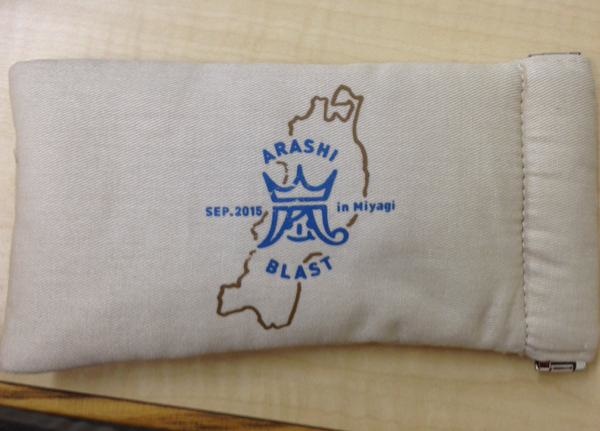 ARASHI
SEP.2015 嵐 in Miyagi
BLAST